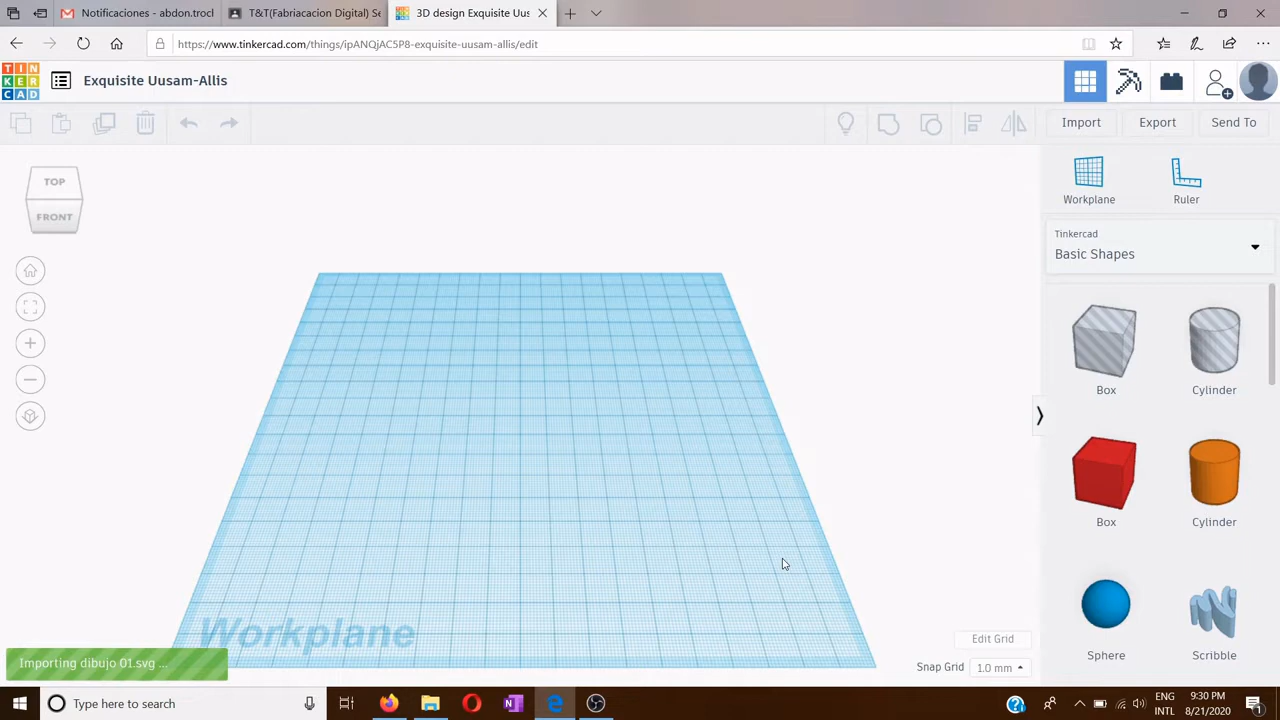 Notificaciones - abdon.trocl
T&T(Fabriacacion Digital) Se
3D design Exquisite Uus
https://www.tinkercad.com/things/ipANQjAC5P8-exquisite-uusam-allis/edit
TIN
KER
CAD
Exquisite Uusam-Allis
Import
Export
Send To
TOP
FRONT
Workplane
Ruler
Tinkercad
Basic Shapes
Box
Cylinder
Box
Cylinder
Sphere
Scribble
Workplane
Edit Grid
Snap Grid
1.0 mm
Importing dibujo 01.svg ...
Type here to search
ENG
INTL
9:30 PM
8/21/2020
1